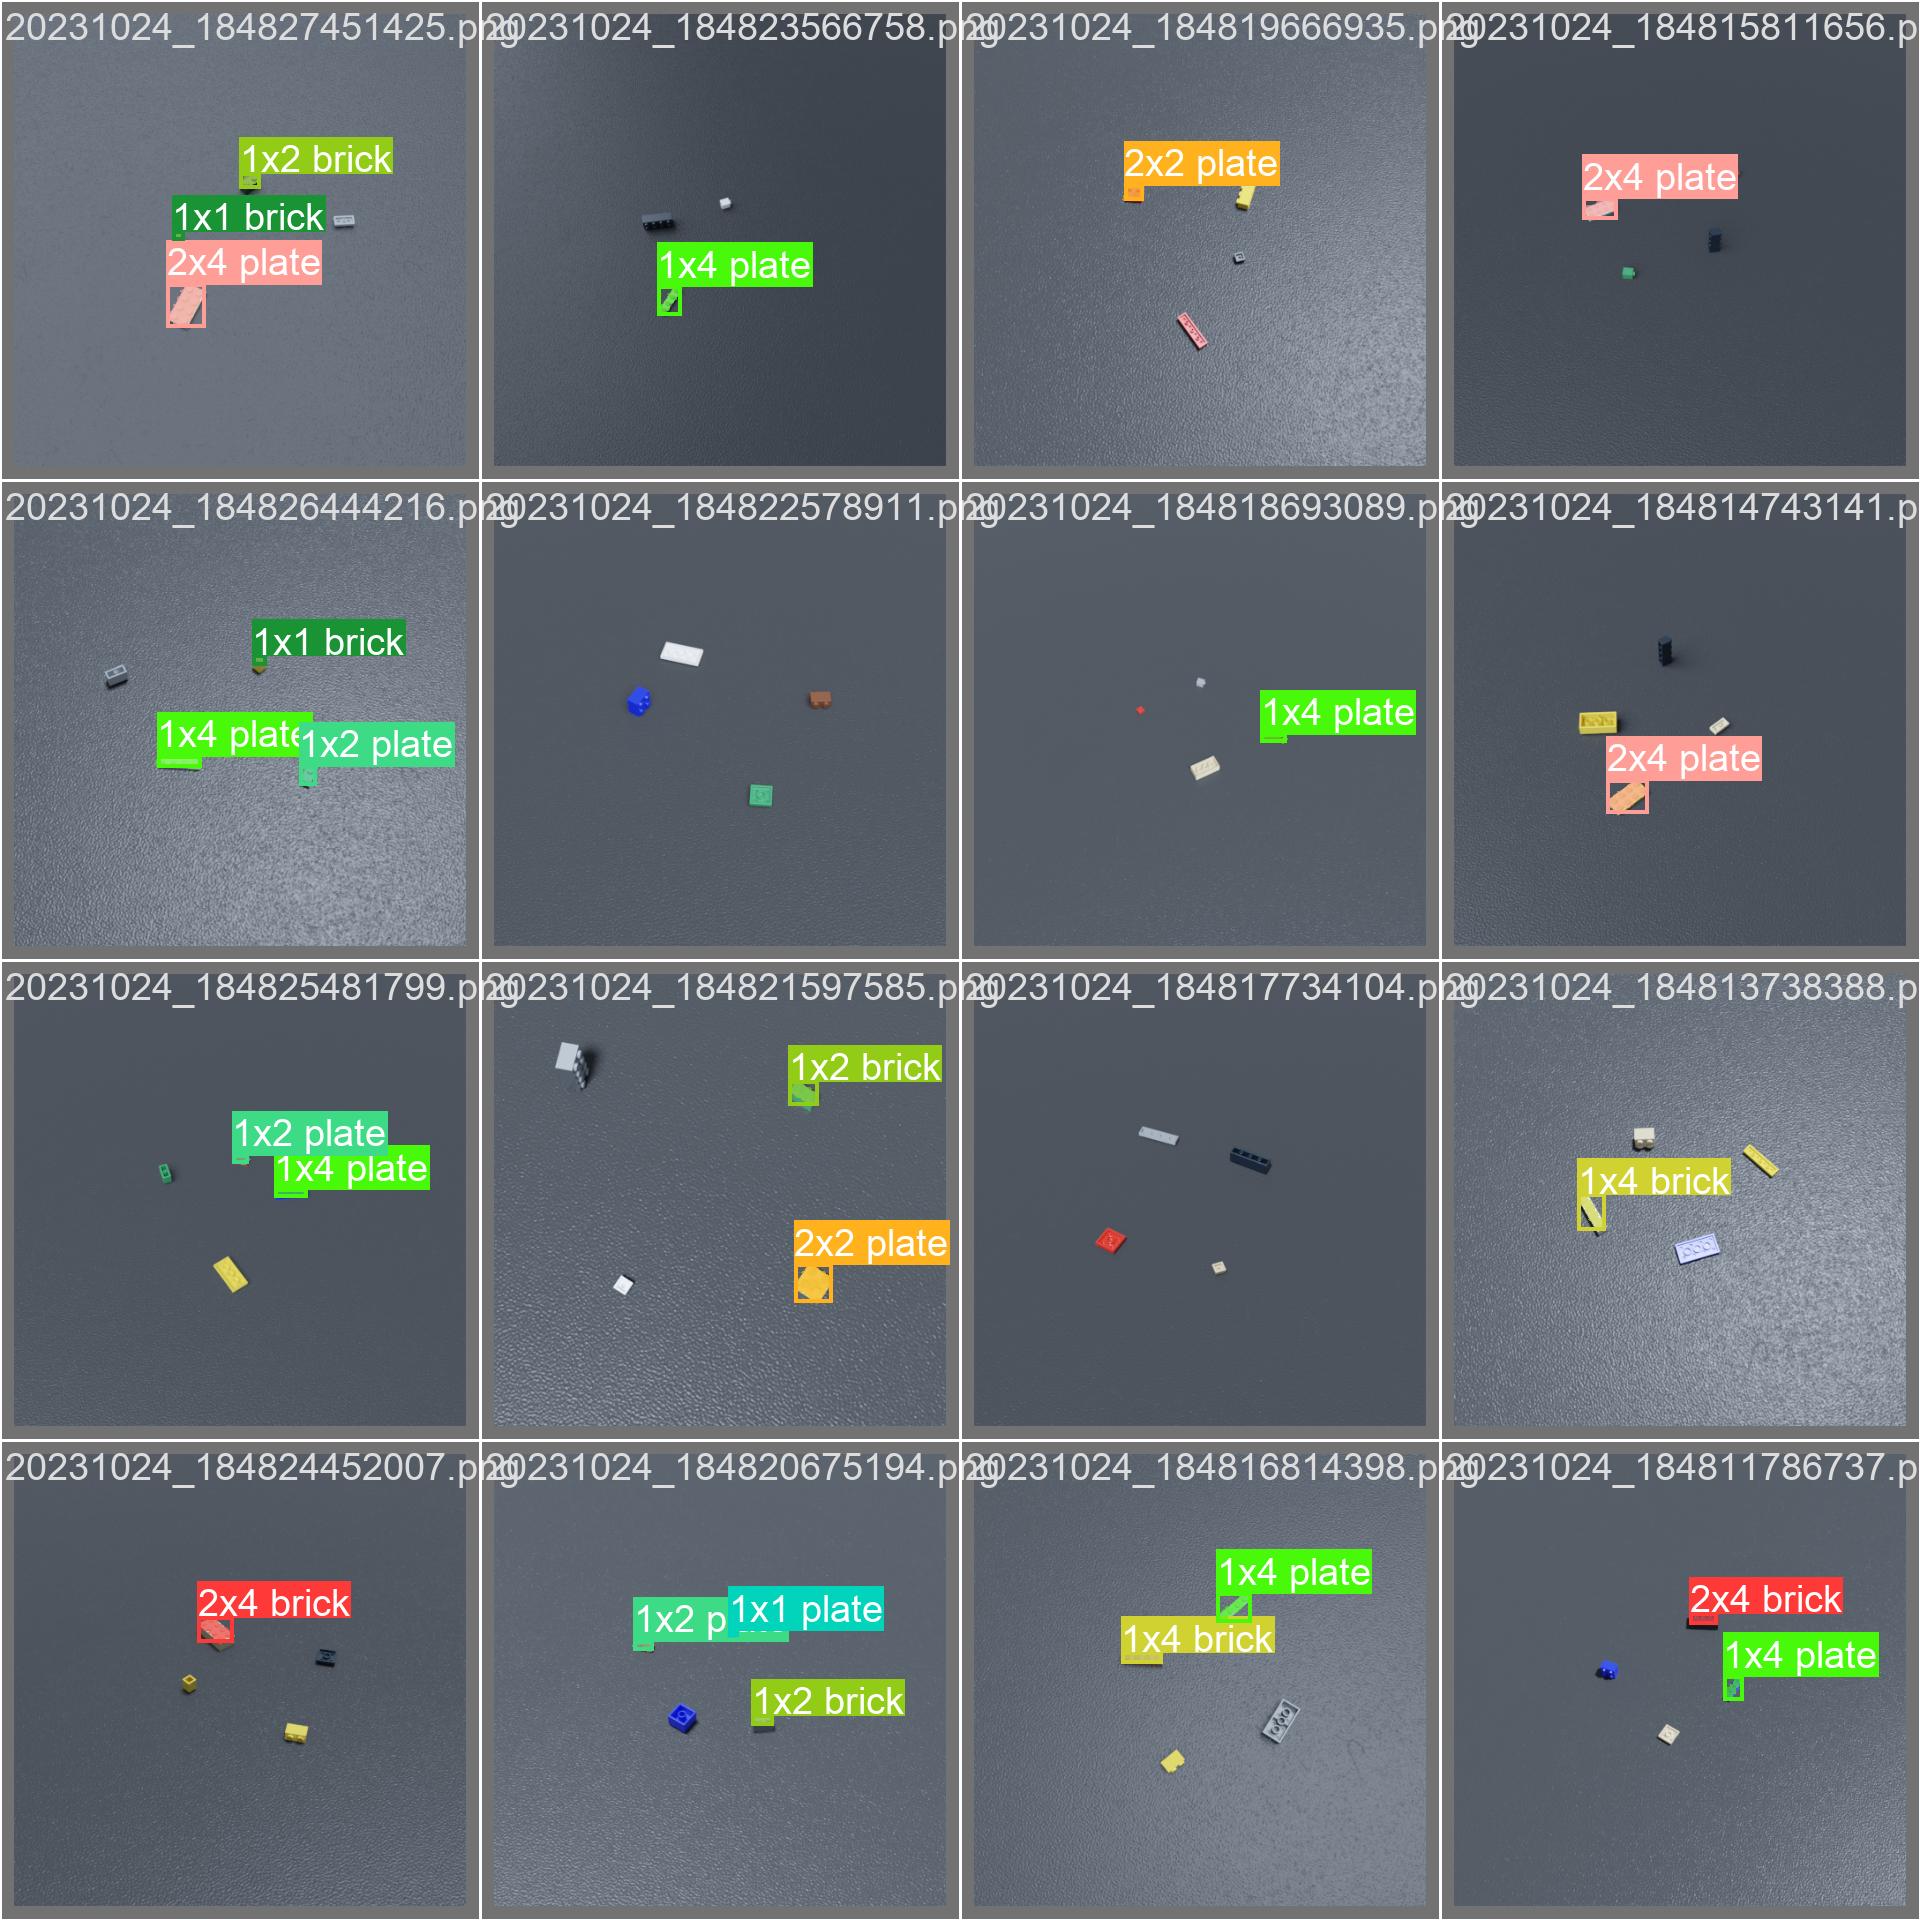 20231024_184827451425.png
20231024_184823566758.png
20231024_184819666935.png
20231024_184815811656.p
1x2 brick
1x1 brick
2x4 plate
1x4 plate
2x2 plate
2x4 plate
20231024_184826444216.png
20231024_184822578911.png
20231024_184818693089.png
20231024_184814743141.p
1x1 brick
1x4 plate
1x2 plate
1x4 plate
2x4 plate
20231024_184825481799.png
20231024_184821597585.png
20231024_184817734104.png
20231024_184813738388.p
1x2 plate
1x4 plate
1x2 brick
2x2 plate
1x4 brick
20231024_184824452007.png
20231024_184820675194.png
20231024_184816814398.png
20231024_184811786737.p
2x4 brick
1x2 p
1x1 plate
1x2 brick
1x4 plate
1x4 brick
2x4 brick
1x4 plate